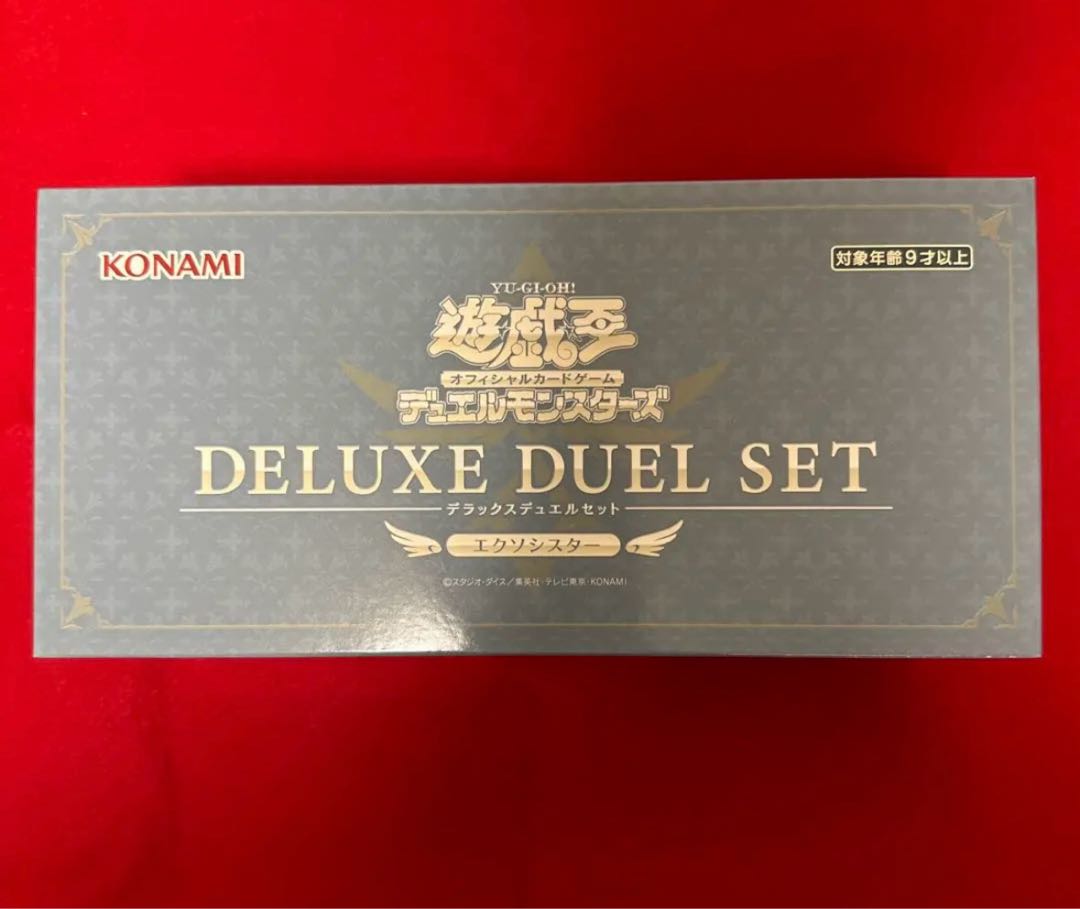 KONAMI
対象年齢9才以上
YU-GI-OH!
遊戯王
オフィシャルカードゲーム
デュエルモンスターズ
DELUXE DUEL SET
デラックスデュエルセット
エクソシスター
©スタジオ・ダイス/集英社・テレビ東京・KONAMI